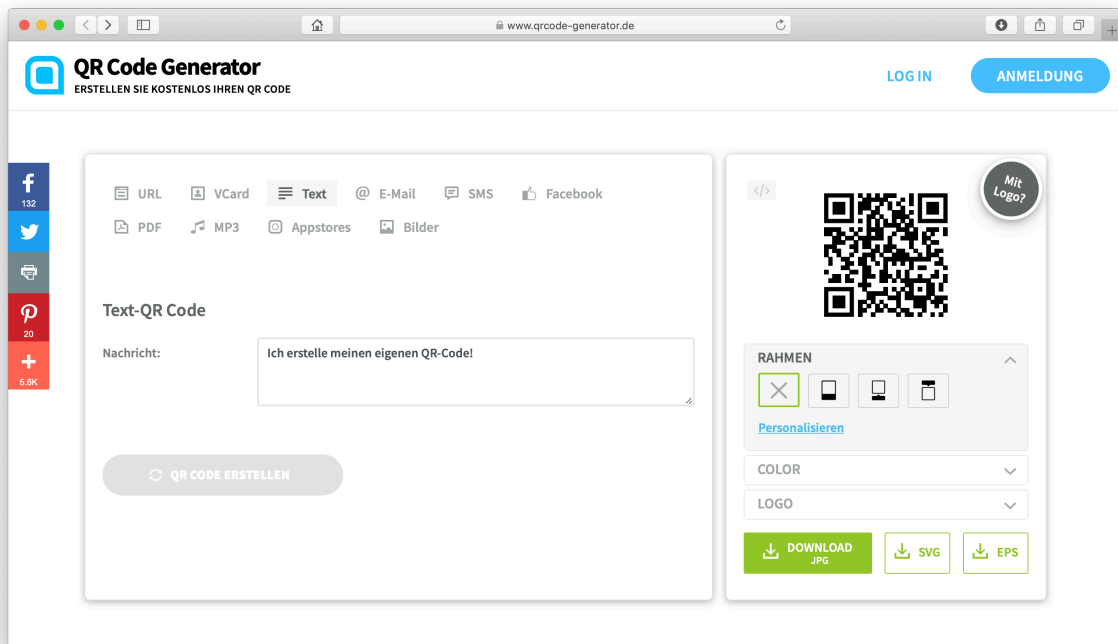 www.qrcode-generator.de
QR Code Generator
ERSTELLEN SIE KOSTENLOS IHREN QR CODE
LOG IN
ANMELDUNG
132
20
5.6K
URL
VCard
Text
E-Mail
SMS
Facebook
PDF
MP3
Appstores
Bilder
Text-QR Code
Nachricht:
Ich erstelle meinen eigenen QR-Code!
QR CODE ERSTELLEN
</>
Mit
Logo?
RAHMEN
Personalisieren
COLOR
LOGO
DOWNLOAD
JPG
SVG
EPS